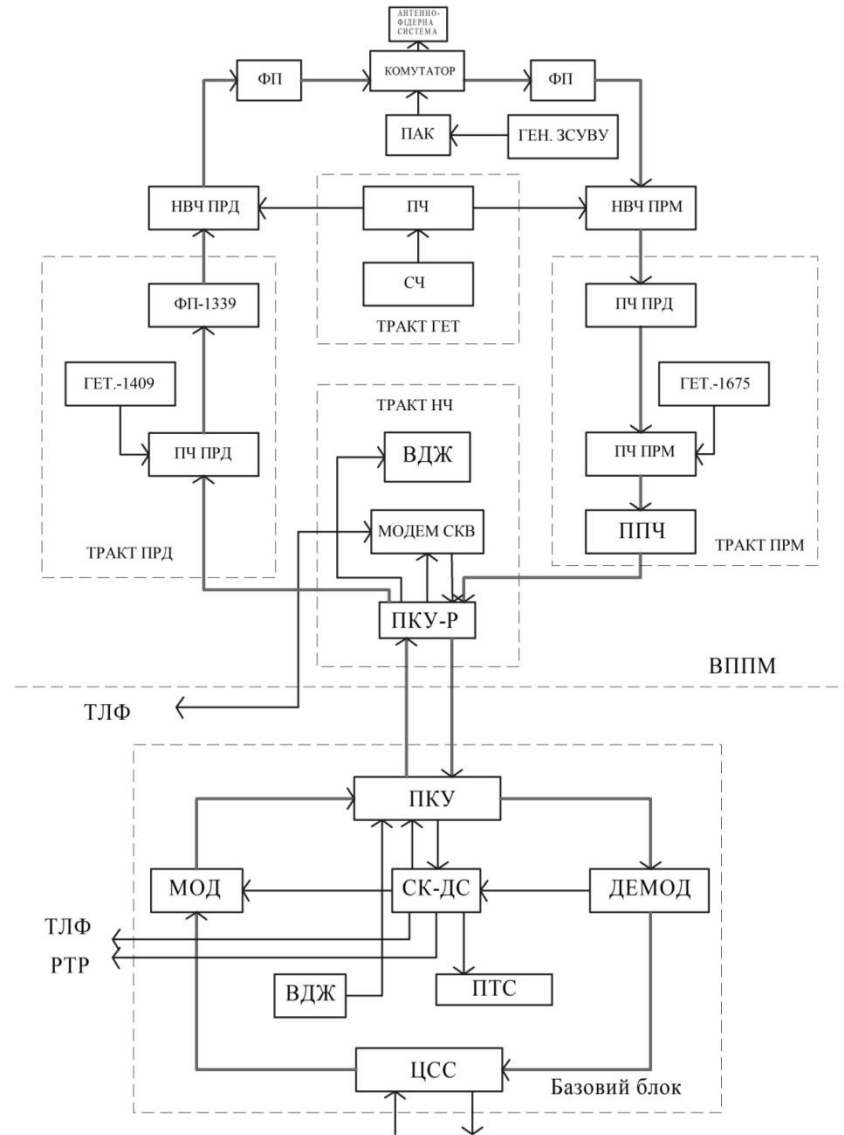 АНТЕННО-
ФІДЕРНА
СИСТЕМА
ФП
КОМУТАТОР
ФП
ПАК
ГЕН. ЗСУВУ
НВЧ ПРД
ПЧ
НВЧ ПРМ
ФП-1339
СЧ
ПЧ ПРД
ТРАКТ ГЕТ
ГЕТ.-1409
ГЕТ.-1675
ТРАКТ НЧ
ПЧ ПРД
ВДЖ
ПЧ ПРМ
МОДЕМ СКВ
ППЧ
ТРАКТ ПРД
ТРАКТ ПРМ
ПКУ-Р
ВППМ
ТЛФ
ПКУ
МОД
СК-ДС
ДЕМОД
ТЛФ
РТР
ВДЖ
ПТС
ЦСС
Базовий блок